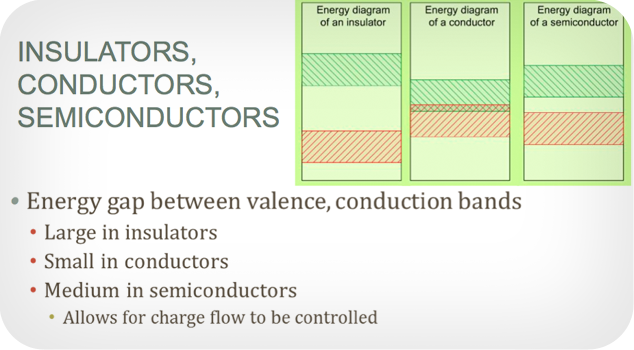 INSULATORS,
CONDUCTORS,
SEMICONDUCTORS
Energy diagram
of an insulator
Energy diagram
of a conductor
Energy diagram
of a semiconductor
• Energy gap between valence, conduction bands
• Large in insulators
• Small in conductors
• Medium in semiconductors
• Allows for charge flow to be controlled